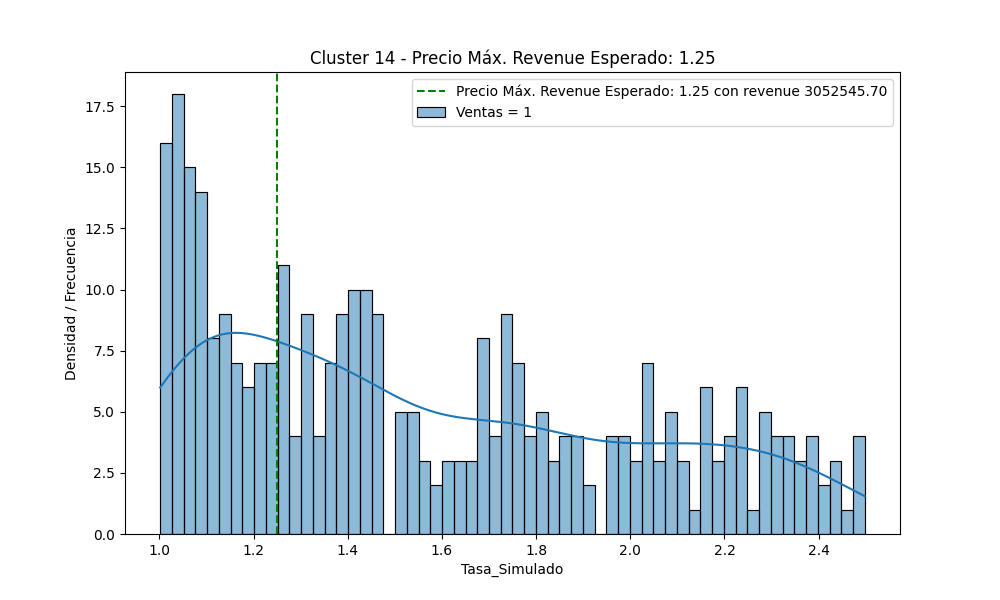 Cluster 14 - Precio Máx. Revenue Esperado: 1.25
Precio Máx. Revenue Esperado: 1.25 con revenue 3052545.70
Ventas = 1
Densidad / Frecuencia
17.5
15.0
12.5
10.0
7.5
5.0
2.5
0.0
1.0 1.2 1.4 1.6 1.8 2.0 2.2 2.4
Tasa_Simulado